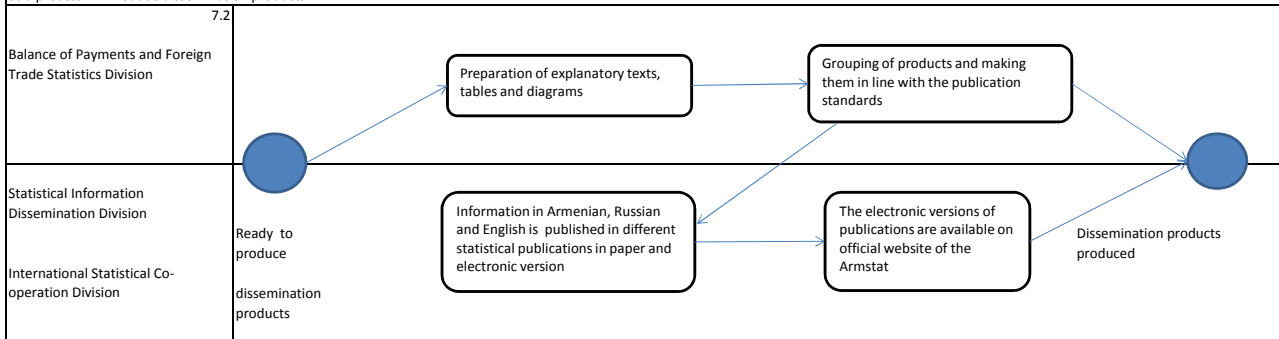 7.2
Balance of Payments and Foreign
Trade Statistics Division
Preparation of explanatory texts,
tables and diagrams
Grouping of products and making
them in line with the publication
standards
Statistical Information
Dissemination Division
International Statistical Co-
operation Division
Ready to
produce
dissemination
products
Information in Armenian, Russian
and English is published in different
statistical publications in paper and
electronic version
The electronic versions of
publications are available on
official website of the
Armstat
Dissemination products
produced